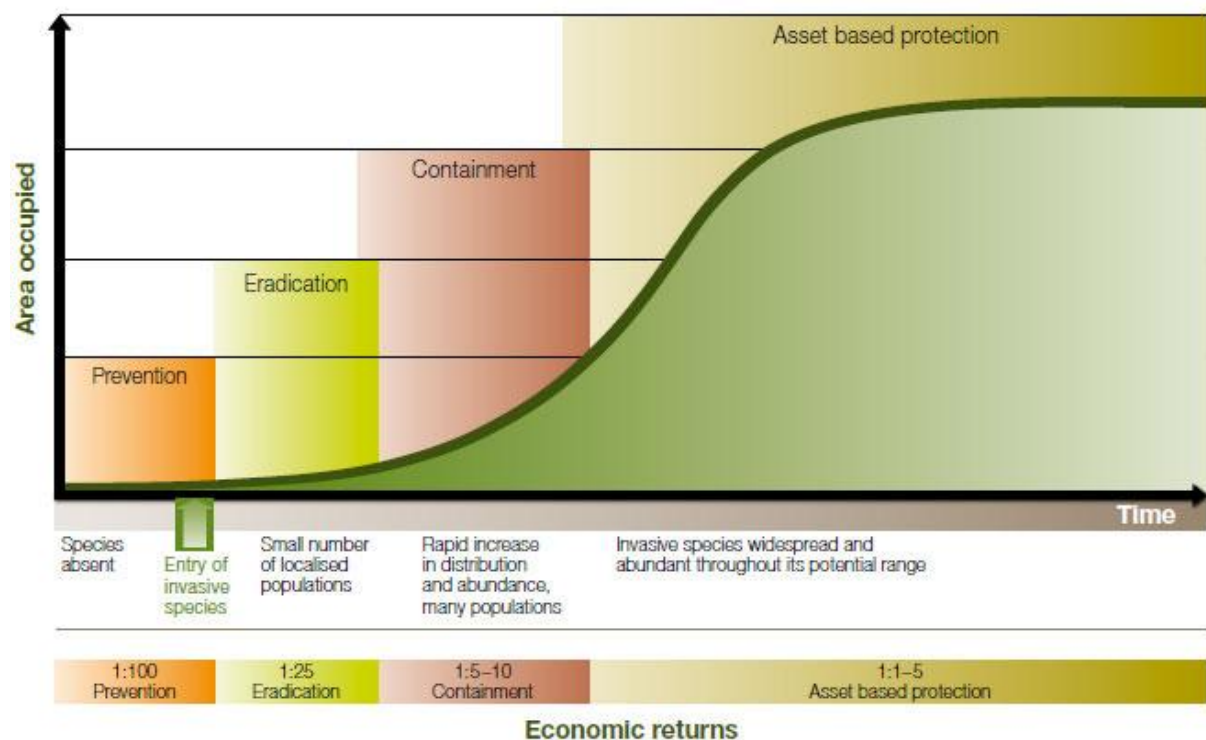 Asset based protection
Containment
Eradication
Prevention
Area occupied
Time
Species
absent
Entry of
invasive
species
Small number
of localised
populations
Rapid increase
in distribution
and abundance,
many populations
Invasive species widespread and
abundant throughout its potential range
1:100
Prevention
1:25
Eradication
1:5–10
Containment
1:1–5
Asset based protection
Economic returns